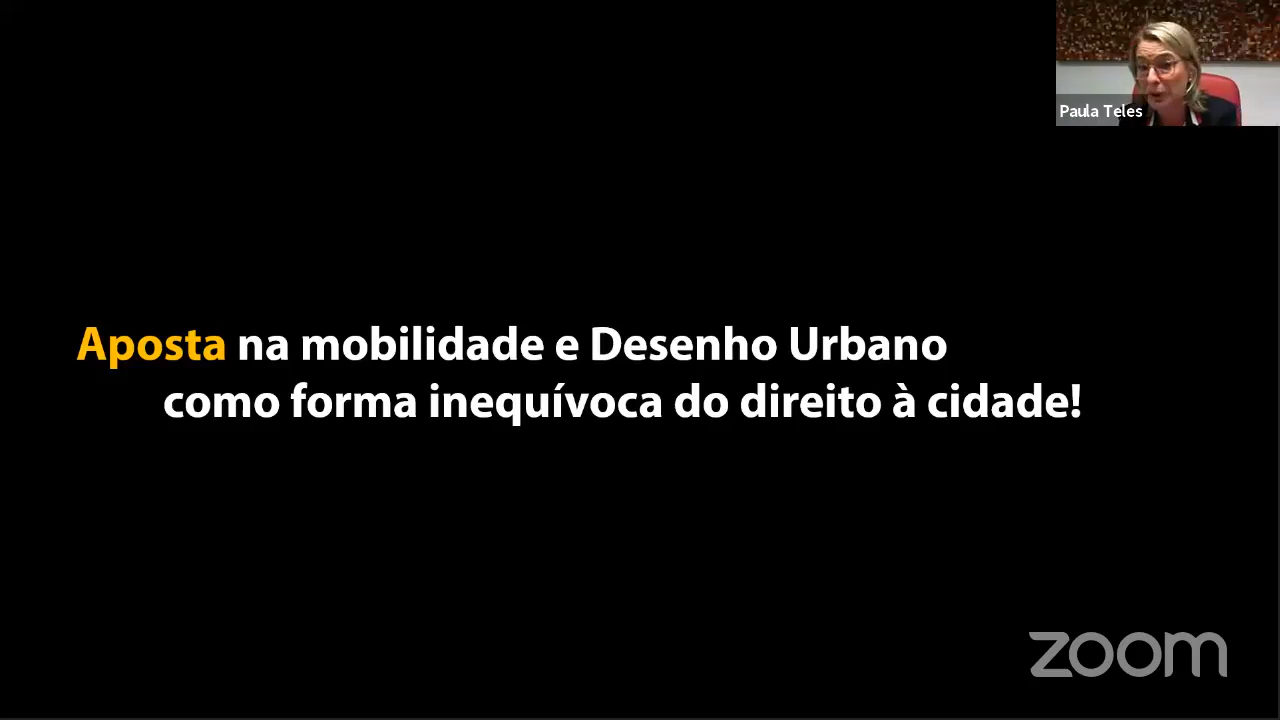 Paula Teles
Aposta na mobilidade e Desenho Urbano
como forma inequívoca do direito à cidade!
zoom